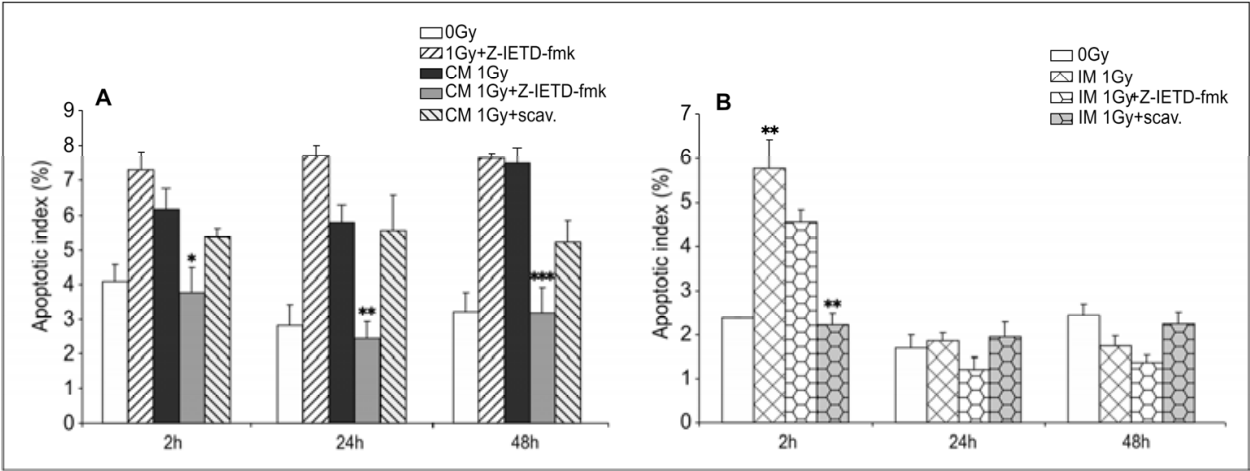 0Gy
1Gy+Z-IETD-fmk
CM 1Gy
CM 1Gy+Z-IETD-fmk
CM 1Gy+scav.
A
Apoptotic index (%)
9
8
7
6
5
4
3
2
1
0
*
**
***
2h
24h
48h
0Gy
IM 1Gy
IM 1Gy+Z-IETD-fmk
IM 1Gy+scav.
B
Apoptotic index (%)
7
6
5
4
3
2
1
0
**
**
2h
24h
48h